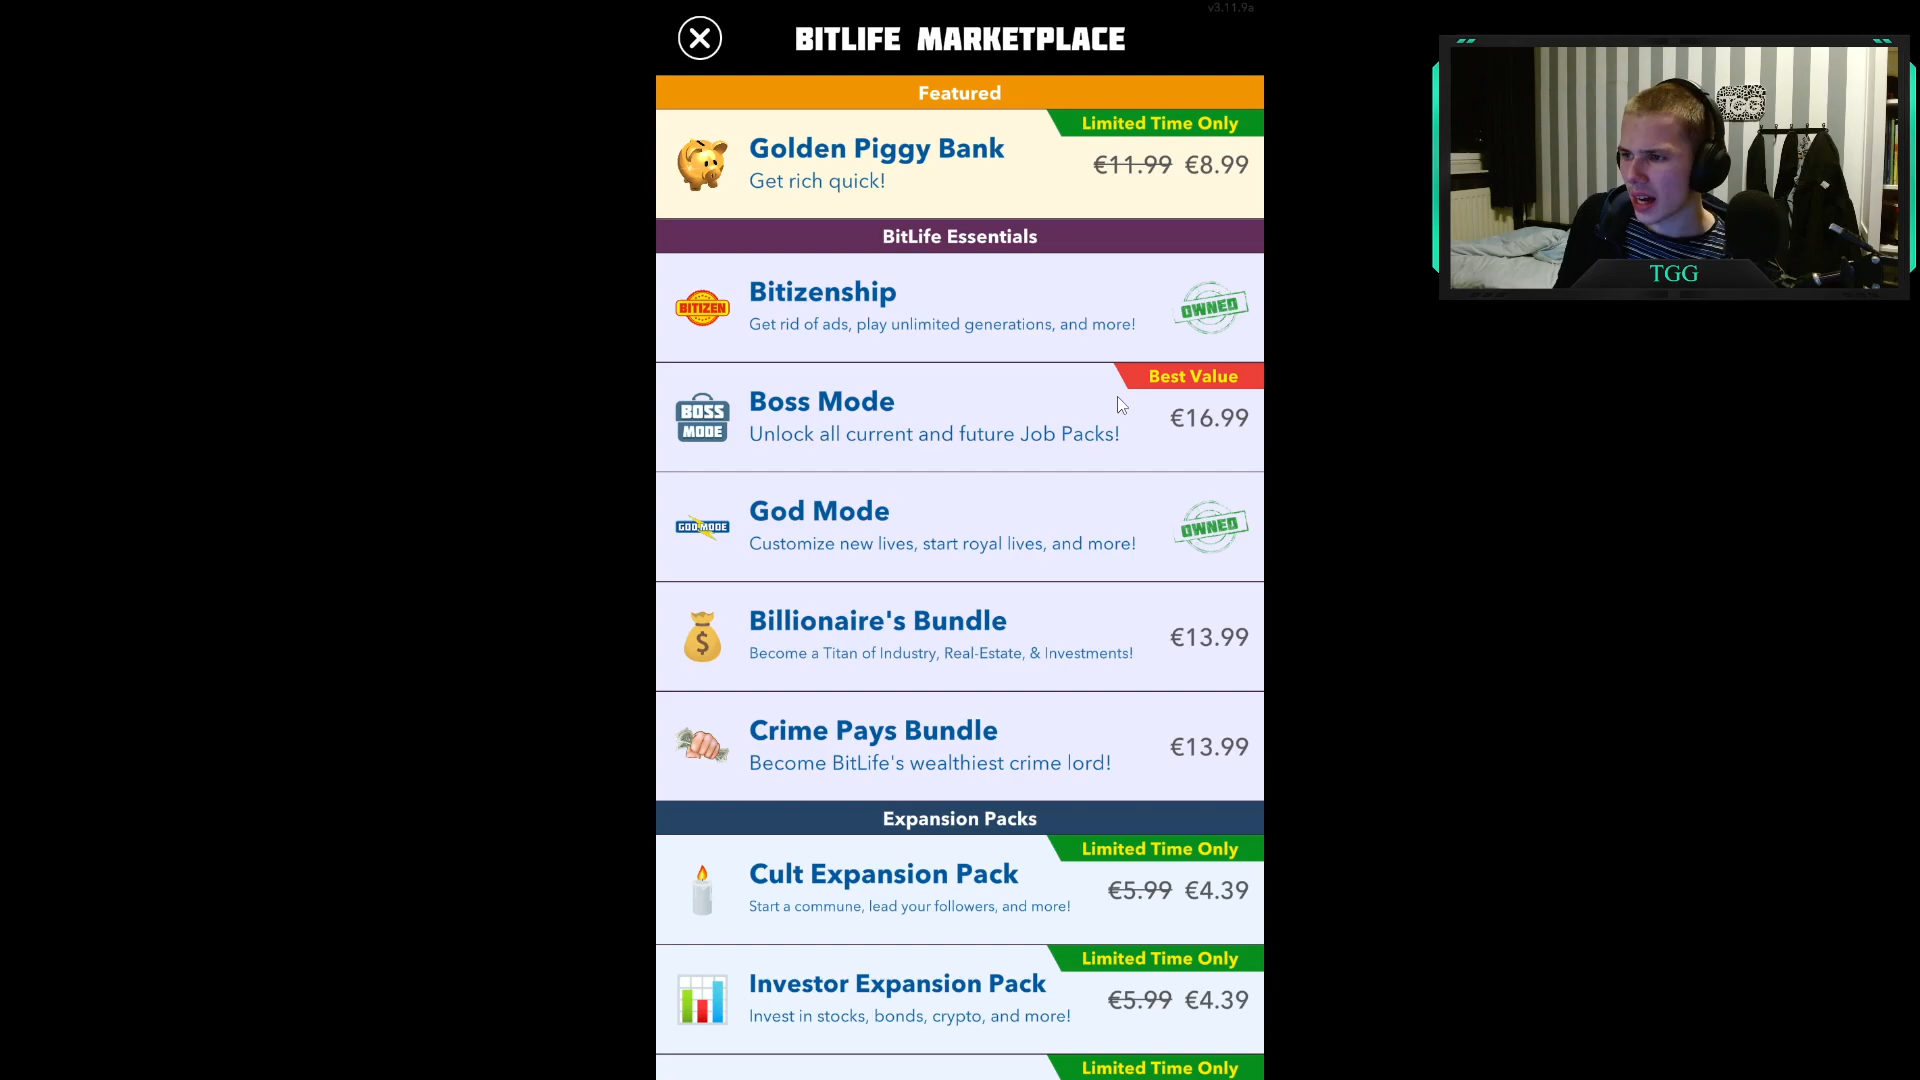 v3.11.9a
BITLIFE MARKETPLACE
Featured
Limited Time Only
Golden Piggy Bank
€11.99 €8.99
Get rich quick!
BitLife Essentials
Bitizenship
BITIZEN
Get rid of ads, play unlimited generations, and more!
OWNED
Best Value
Boss Mode
BOSS
MODE
€16.99
Unlock all current and future Job Packs!
God Mode
GOD MODE
Customize new lives, start royal lives, and more!
OWNED
Billionaire's Bundle
€13.99
Become a Titan of Industry, Real-Estate, & Investments!
Crime Pays Bundle
€13.99
Become BitLife's wealthiest crime lord!
Expansion Packs
Limited Time Only
Cult Expansion Pack
€5.99 €4.39
Start a commune, lead your followers, and more!
Limited Time Only
Investor Expansion Pack
€5.99 €4.39
Invest in stocks, bonds, crypto, and more!
Limited Time Only
TGG
TGG